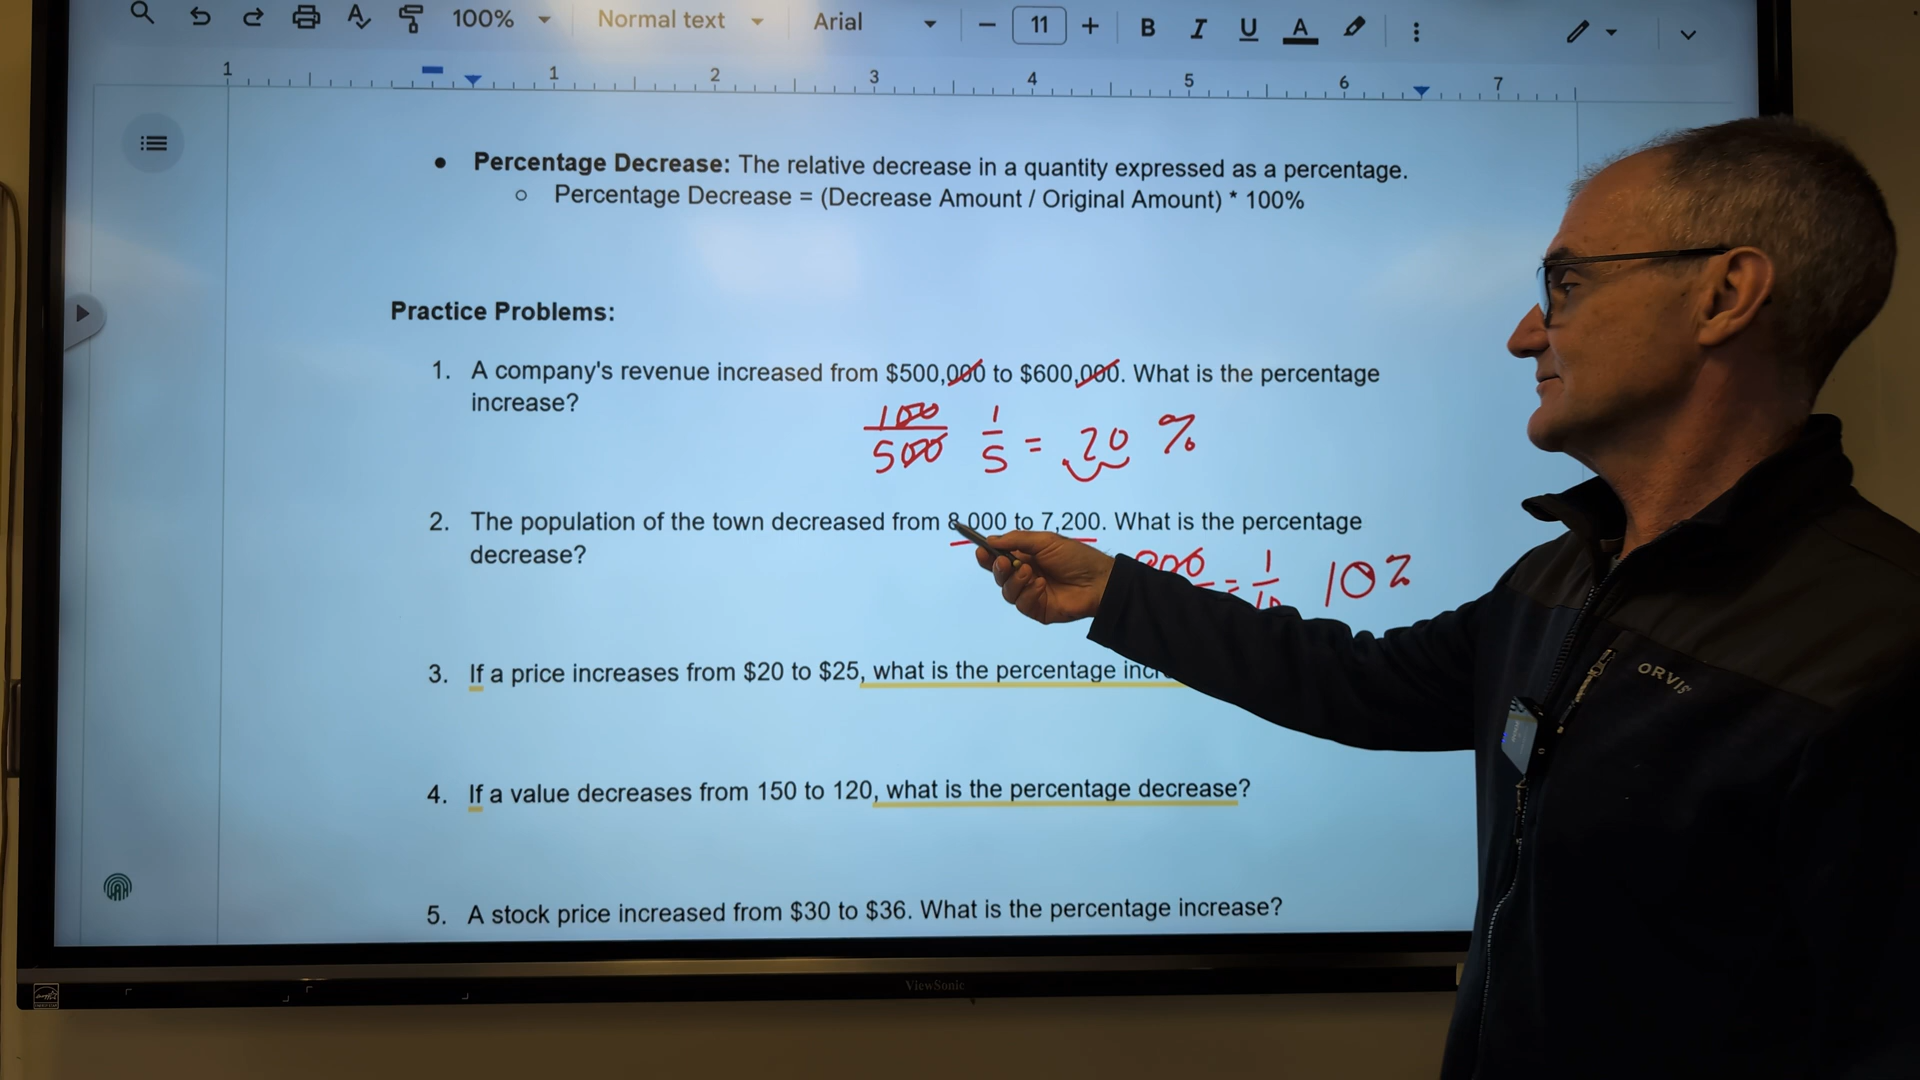 100% Normal text Arial 11 B I U A
1 1 2 3 4 5 6 7
Percentage Decrease: The relative decrease in a quantity expressed as a percentage.
Percentage Decrease = (Decrease Amount / Original Amount) * 100%
Practice Problems:
1. A company's revenue increased from $500,000 to $600,000. What is the percentage
increase?
100/500 1/5 = .20 %
2. The population of the town decreased from 8,000 to 7,200. What is the percentage
decrease?
= 1/10 10%
3. If a price increases from $20 to $25, what is the percentage
4. If a value decreases from 150 to 120, what is the percentage decrease?
5. A stock price increased from $30 to $36. What is the percentage increase?
ViewSonic
ORVIS